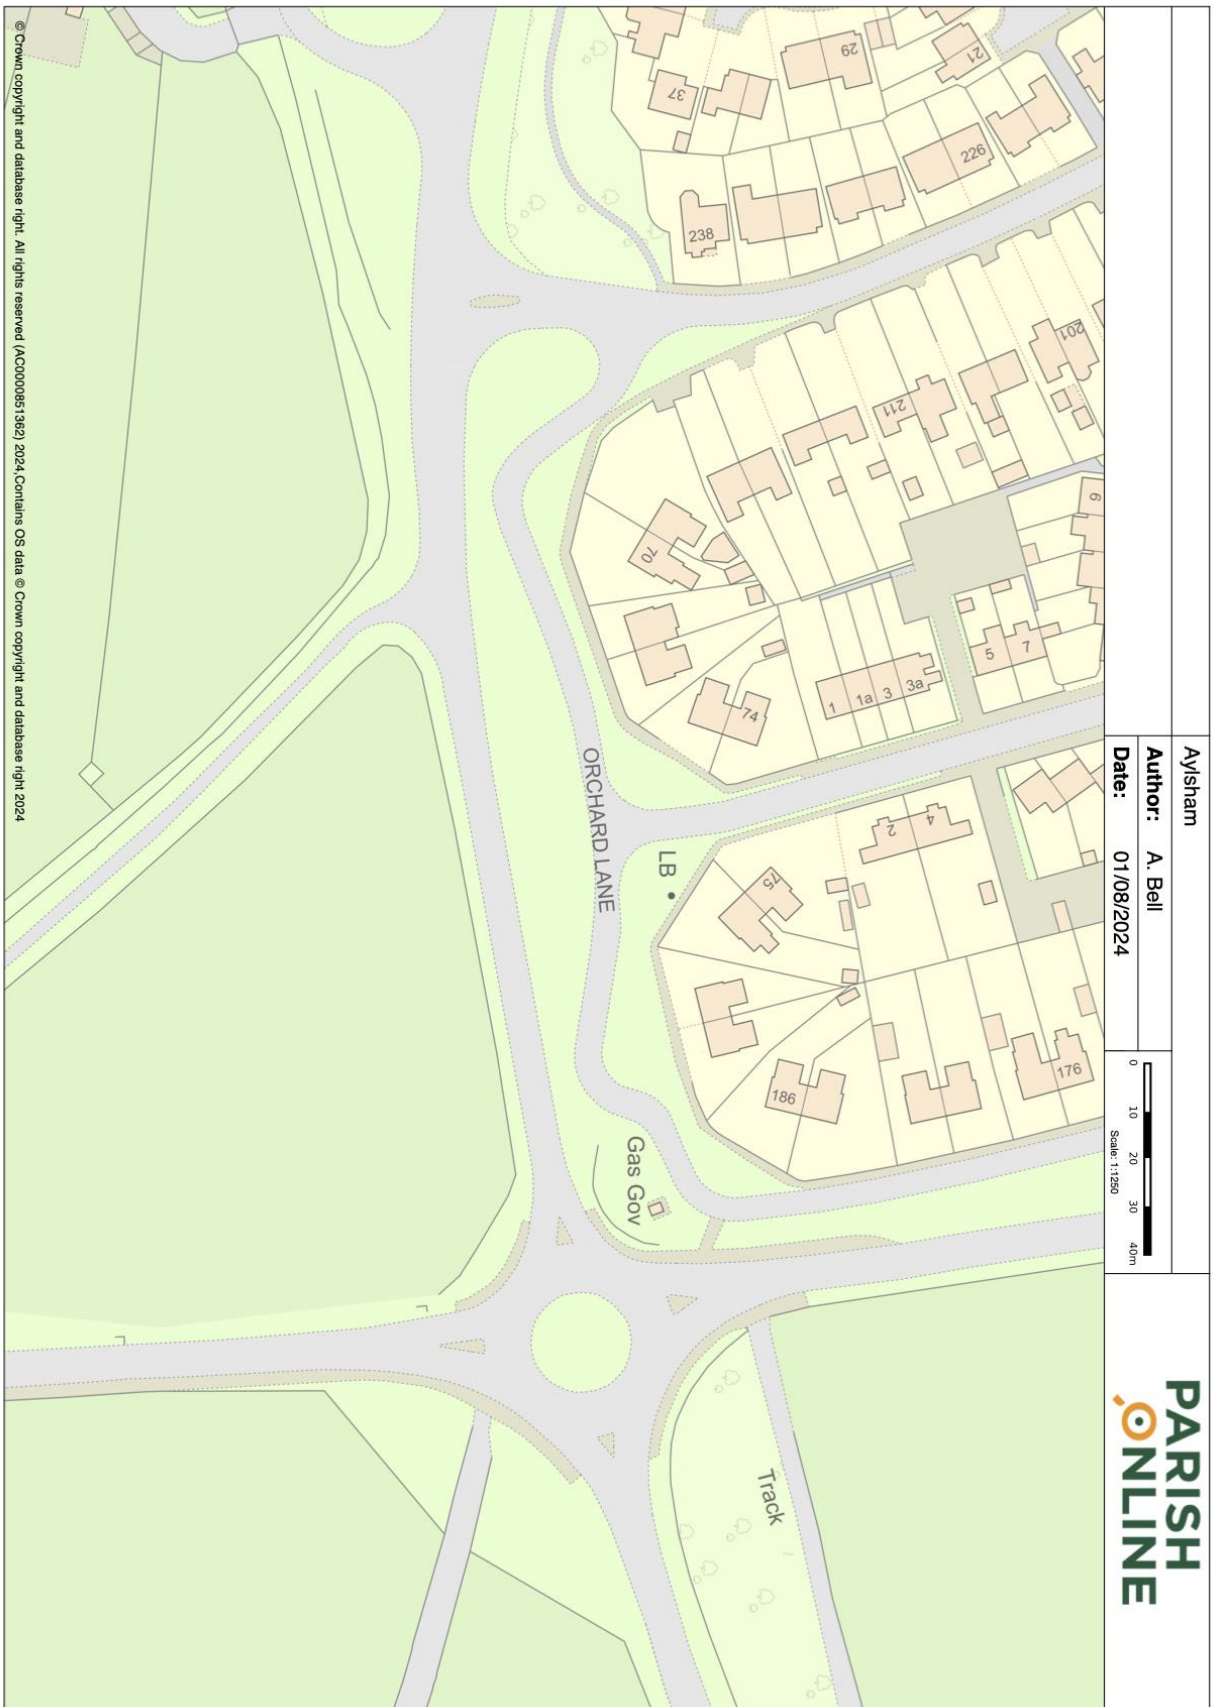 Aylsham
Author: A. Bell
Date: 01/08/2024
0 10 20 30 40m
Scale: 1:1250
PARISH
ONLINE
21
29
37
226
238
201
211
6
70
5
7
1
1a
3
3a
74
ORCHARD LANE
LB
2
4
75
176
186
Gas Gov
Track
© Crown copyright and database right. All rights reserved (AC0000851362) 2024,Contains OS data © Crown copyright and database right 2024